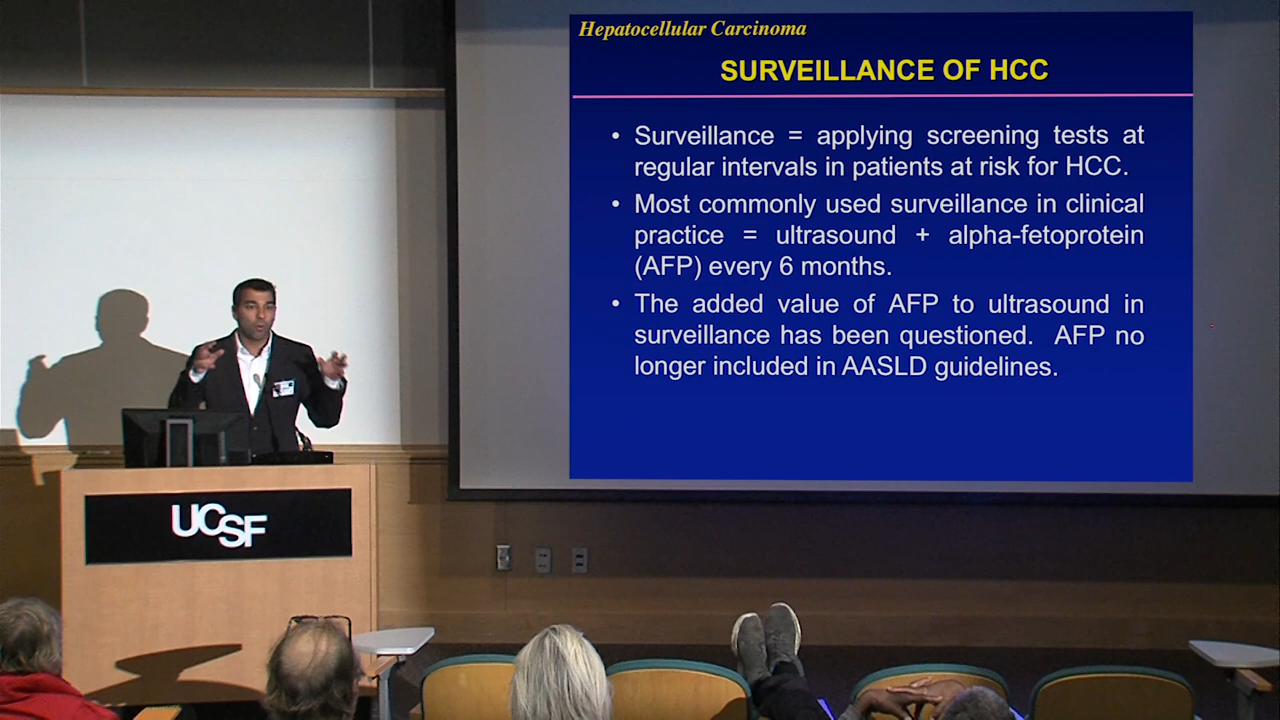 Hepatocellular Carcinoma
SURVEILLANCE OF HCC
• Surveillance = applying screening tests at
regular intervals in patients at risk for HCC.
• Most commonly used surveillance in clinical
practice = ultrasound + alpha-fetoprotein
(AFP) every 6 months.
• The added value of AFP to ultrasound in
surveillance has been questioned. AFP no
longer included in AASLD guidelines.
UCSF